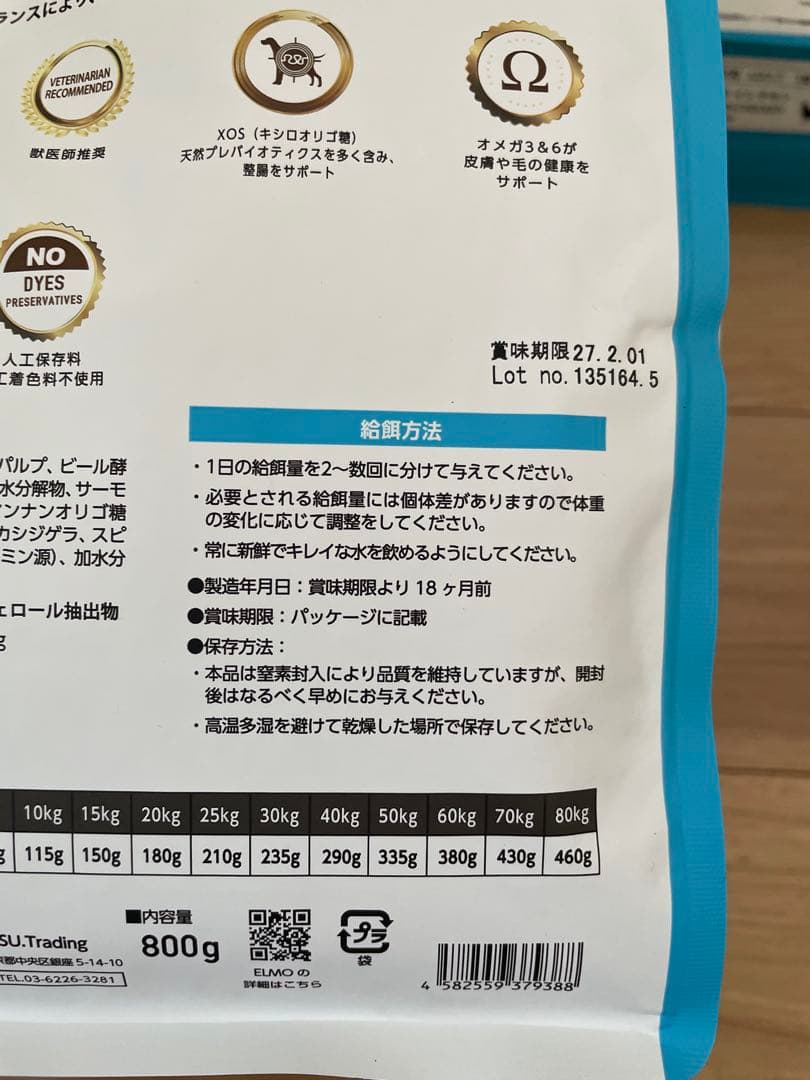 ランスにより
VETERINARIAN
RECOMMENDED
獣医師推奨
XOS（キシロオリゴ糖）
天然プレバイオティクスを多く含み、
整腸をサポート
Ω
オメガ3&6が
皮膚や毛の健康を
サポート
NO
DYES
PRESERVATIVES
人工保存料
工着色料不使用
賞味期限27.2.01
Lot no.135164.5
パルプ、ビール酵
水分解物、サーモ
ンナンオリゴ糖
カシジゲラ、スピ
ミン源）、加水分
ェロール抽出物
g
給餌方法
・1日の給餌量を2〜数回に分けて与えてください。
・必要とされる給餌量には個体差がありますので体重
の変化に応じて調整をしてください。
・常に新鮮でキレイな水を飲めるようにしてください。
●製造年月日：賞味期限より 18 ヶ月前
●賞味期限：パッケージに記載
●保存方法：
・本品は窒素封入により品質を維持していますが、開封
後はなるべく早めにお与えください。
・高温多湿を避けて乾燥した場所で保存してください。
10kg 15kg 20kg 25kg 30kg 40kg 50kg 60kg 70kg 80kg
g 115g 150g 180g 210g 235g 290g 335g 380g 430g 460g
SU.Trading
京都中央区銀座 5-14-10
TEL.03-6226-3281
■内容量
800g
ELMO の
詳細はこちら
プラ
袋
4 582559 379388